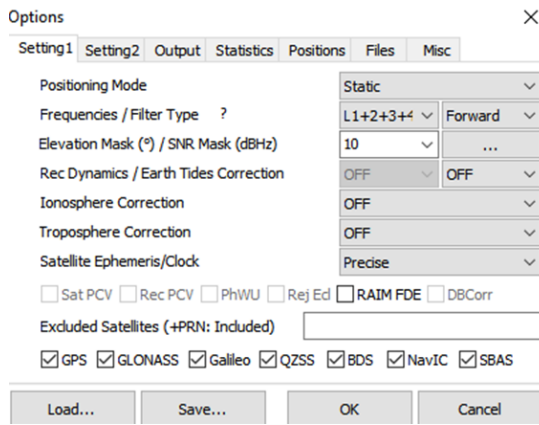 Options
Setting1 Setting2 Output Statistics Positions Files Misc
Positioning Mode Static
Frequencies / Filter Type ? L1+2+3+4 Forward
Elevation Mask (°) / SNR Mask (dBHz) 10 ...
Rec Dynamics / Earth Tides Correction OFF OFF
Ionosphere Correction OFF
Troposphere Correction OFF
Satellite Ephemeris/Clock Precise
Sat PCV Rec PCV PhWU Rej Ed RAIM FDE DBCorr
Excluded Satellites (+PRN: Included)
GPS GLONASS Galileo QZSS BDS NavIC SBAS
Load... Save... OK Cancel